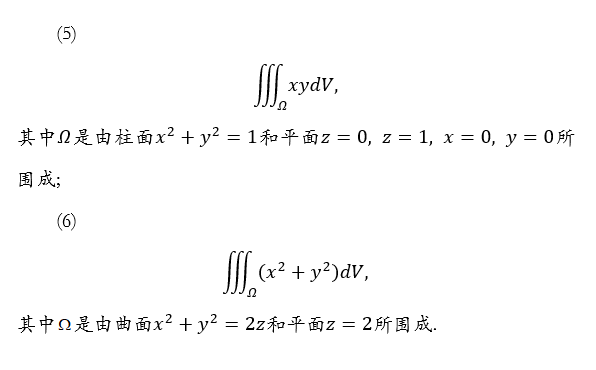 (5)
∭_Ω xydV,
其中Ω是由柱面x² + y² = 1和平面z = 0, z = 1, x = 0, y = 0所
围成;
(6)
∭_Ω (x² + y²)dV,
其中Ω是由曲面x² + y² = 2z和平面z = 2所围成.